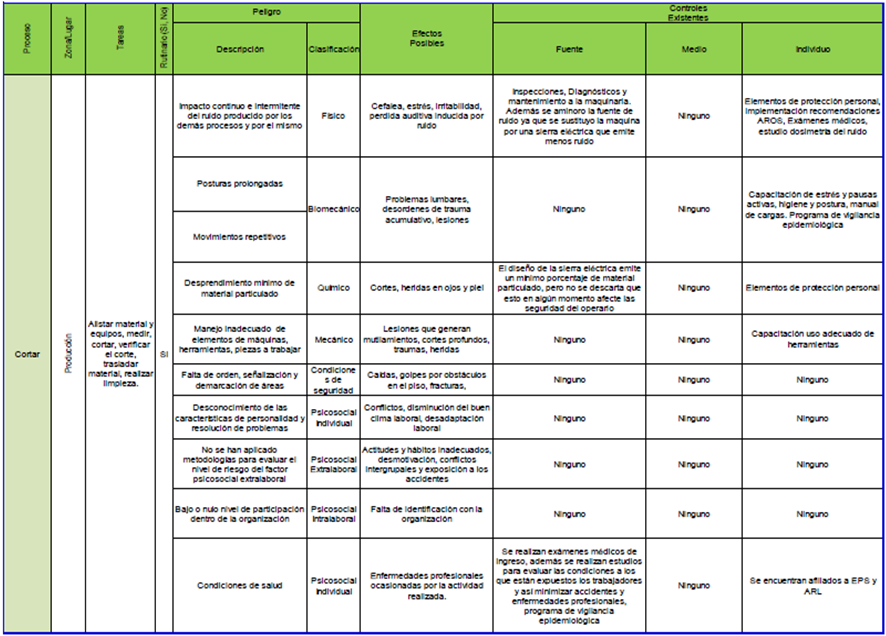 Proceso
Zona/Lugar
Tareas
Rutinario (Si, No)
Peligro
Descripción
Clasificación
Efectos
Posibles
Controles
Existentes
Fuente
Medio
Individuo
Cortar
Producción
Alistar material y
equipos, medir,
cortar, verificar
el corte,
trasladar
material, realizar
limpieza.
SI
Impacto continuo e intermitente
del ruido producido por los
demás procesos y por el mismo
Físico
Cefalea, estrés, irritabilidad,
perdida auditiva inducida por
ruido
Inspecciones, Diagnósticos y
mantenimiento a la maquinaria.
Además se aminoro la fuente de
ruido ya que se sustituyo la maquina
por una sierra eléctrica que emite
menos ruido
Ninguno
Elementos de protección personal,
implementación recomendaciones
AROS, Exámenes médicos,
estudio dosimetría del ruido
Posturas prolongadas
Movimientos repetitivos
Biomecánico
Problemas lumbares,
desordenes de trauma
acumulativo, lesiones
Ninguno
Ninguno
Capacitación de estrés y pausas
activas, higiene y postura, manual
de cargas. Programa de vigilancia
epidemiológica
Desprendimiento mínimo de
material particulado
Químico
Cortes, heridas en ojos y piel
El diseño de la sierra eléctrica emite
un mínimo porcentaje de material
particulado, pero no se descarta que
esto en algún momento afecte las
seguridad del operario
Ninguno
Elementos de protección personal
Manejo inadecuado de
elementos de máquinas,
herramientas, piezas a trabajar
Mecánico
Lesiones que generan
mutilamientos, cortes profundos,
traumas, heridas
Ninguno
Ninguno
Capacitación uso adecuado de
herramientas
Falta de orden, señalización y
demarcación de áreas
Condicione
s de
seguridad
Caídas, golpes por obstáculos
en el piso, fracturas,
Ninguno
Ninguno
Ninguno
Desconocimiento de las
características de personalidad y
resolución de problemas
Psicosocial
Individual
Conflictos, disminución del buen
clima laboral, desadaptación
laboral
Ninguno
Ninguno
Ninguno
No se han aplicado
metodologías para evaluar el
nivel de riesgo del factor
psicosocial extralaboral
Psicosocial
Extralaboral
Actitudes y hábitos inadecuados,
desmotivación, conflictos
intergrupales y exposición a los
accidentes
Ninguno
Ninguno
Ninguno
Bajo o nulo nivel de participación
dentro de la organización
Psicosocial
Intralaboral
Falta de identificación con la
organización
Ninguno
Ninguno
Ninguno
Condiciones de salud
Psicosocial
Individual
Enfermedades profesionales
ocasionadas por la actividad
realizada.
Se realizan exámenes médicos de
ingreso, además se realizan estudios
para evaluar las condiciones a los
que están expuestos los trabajadores
y así minimizar accidentes y
enfermedades profesionales,
programa de vigilancia
epidemiológica
Ninguno
Se encuentran afiliados a EPS y
ARL